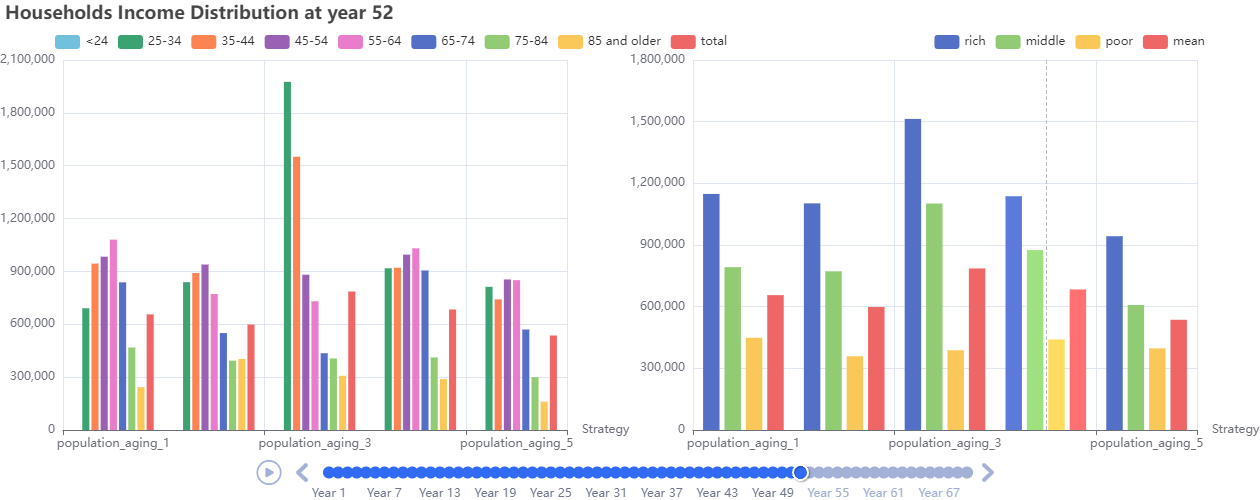 Households Income Distribution at year 52
<24 25-34 35-44 45-54 55-64 65-74 75-84 85 and older total
rich middle poor mean
2,100,000
1,800,000
1,500,000
1,200,000
900,000
600,000
300,000
0
population_aging_1 population_aging_3 population_aging_5
Strategy
1,800,000
1,500,000
1,200,000
900,000
600,000
300,000
0
population_aging_1 population_aging_3 population_aging_5
Strategy
Year 1 Year 7 Year 13 Year 19 Year 25 Year 31 Year 37 Year 43 Year 49 Year 55 Year 61 Year 67